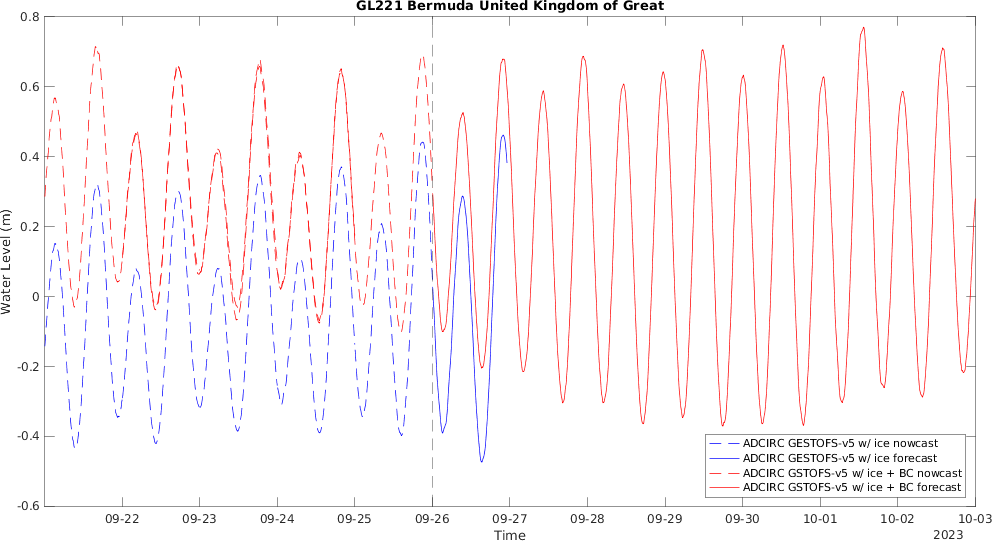 GL221 Bermuda United Kingdom of Great
0.8
0.6
0.4
0.2
0
-0.2
-0.4
-0.6
Water Level (m)
ADCIRC GESTOFS-v5 w/ ice nowcast
ADCIRC GESTOFS-v5 w/ ice forecast
ADCIRC GSTOFS-v5 w/ ice + BC nowcast
ADCIRC GSTOFS-v5 w/ ice + BC forecast
09-22 09-23 09-24 09-25 09-26 09-27 09-28 09-29 09-30 10-01 10-02 10-03
Time
2023